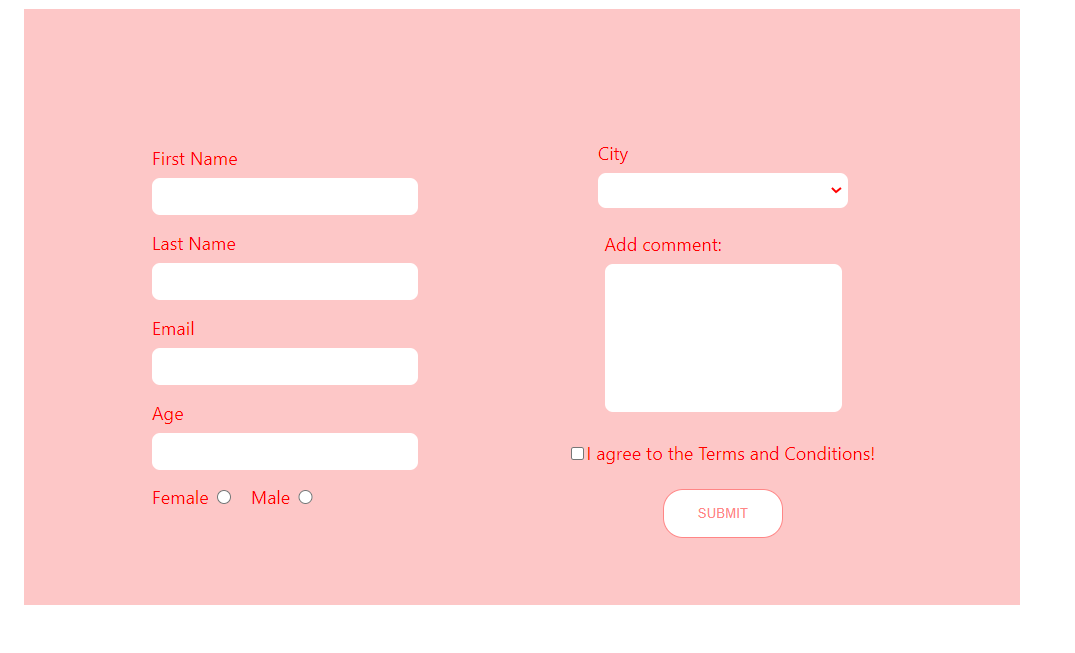 First Name
Last Name
Email
Age
Female Male
City
Add comment:
I agree to the Terms and Conditions!
SUBMIT